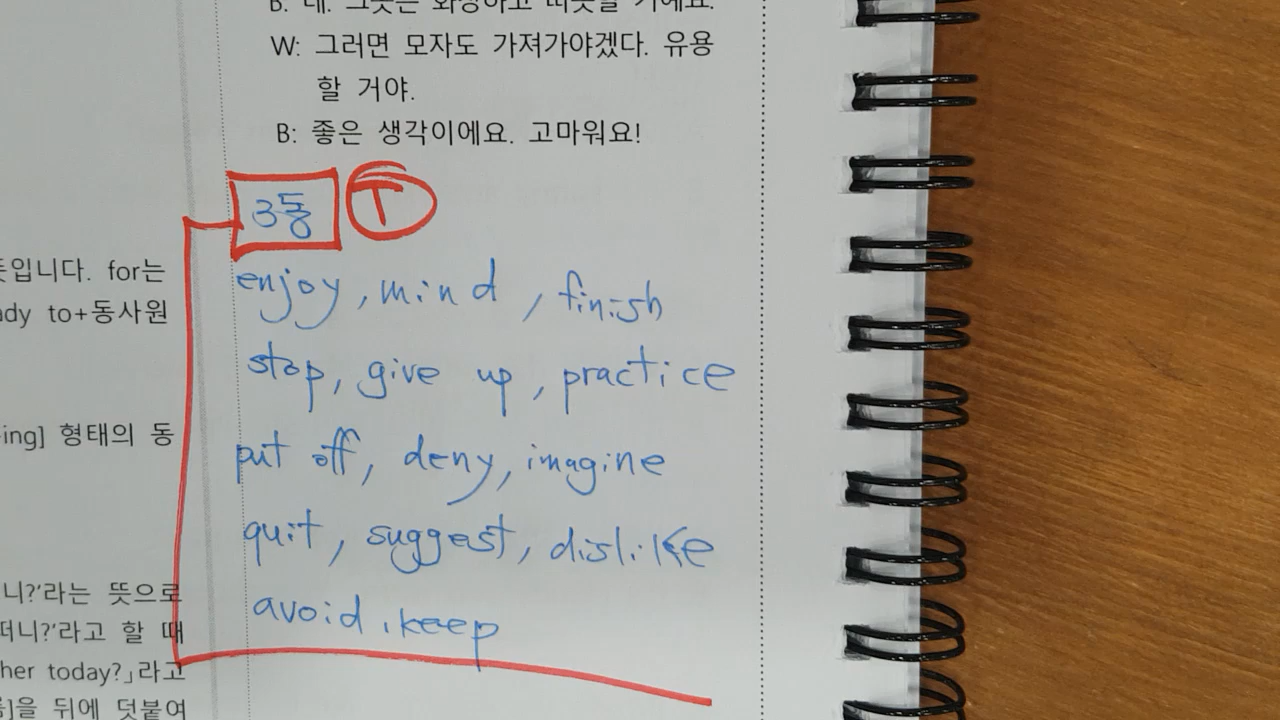 B: 네. 그곳은 화창하고 따뜻할 거예요.
W: 그러면 모자도 가져가야겠다. 유용
할 거야.
B: 좋은 생각이에요. 고마워요!
3동 T
enjoy, mind, finish
stop, give up, practice
put off, deny, imagine
quit, suggest, dislike
avoid, keep
뜻입니다. for는
ady to+동사원
-ing] 형태의 동
니?’라는 뜻으로
떠니?’라고 할 때
her today?」라고
]을 뒤에 덧붙여